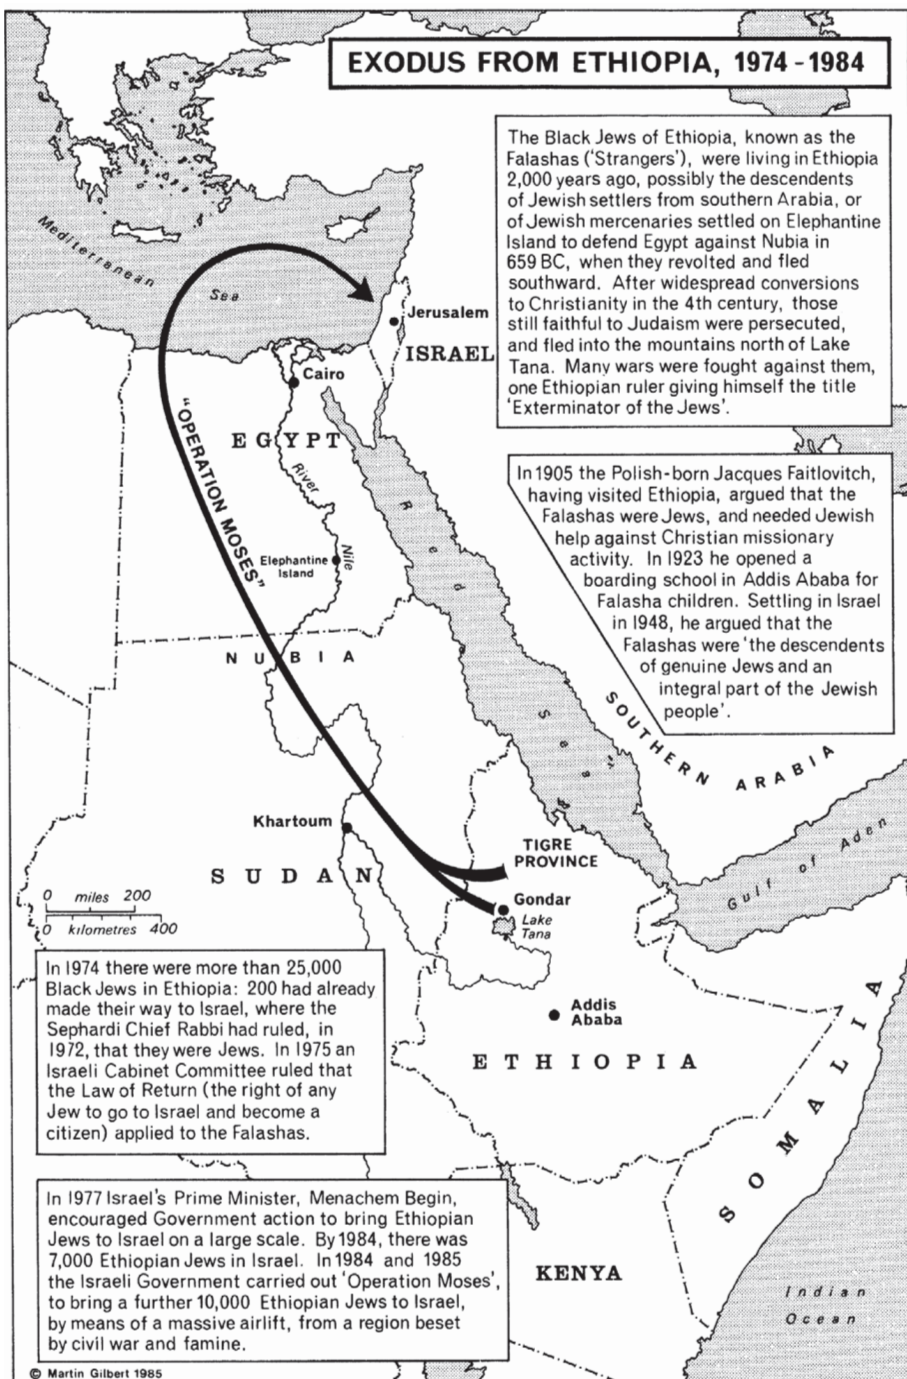 EXODUS FROM ETHIOPIA, 1974 - 1984
The Black Jews of Ethiopia, known as the
Falashas ('Strangers'), were living in Ethiopia
2,000 years ago, possibly the descendents
of Jewish settlers from southern Arabia, or
of Jewish mercenaries settled on Elephantine
Island to defend Egypt against Nubia in
659 BC, when they revolted and fled
southward. After widespread conversions
to Christianity in the 4th century, those
still faithful to Judaism were persecuted,
and fled into the mountains north of Lake
Tana. Many wars were fought against them,
one Ethiopian ruler giving himself the title
'Exterminator of the Jews'.
Mediterranean
Sea
Jerusalem
ISRAEL
Cairo
EGYPT
"OPERATION MOSES"
River
Nile
Elephantine
Island
Red
Sea
In 1905 the Polish-born Jacques Faitlovitch,
having visited Ethiopia, argued that the
Falashas were Jews, and needed Jewish
help against Christian missionary
activity. In 1923 he opened a
boarding school in Addis Ababa for
Falasha children. Settling in Israel
in 1948, he argued that the
Falashas were 'the descendents
of genuine Jews and an
integral part of the Jewish
people'.
NUBIA
SOUTHERN ARABIA
Khartoum
SUDAN
TIGRE
PROVINCE
Gondar
Lake
Tana
Gulf of Aden
0 miles 200
0 kilometres 400
In 1974 there were more than 25,000
Black Jews in Ethiopia: 200 had already
made their way to Israel, where the
Sephardi Chief Rabbi had ruled, in
1972, that they were Jews. In 1975 an
Israeli Cabinet Committee ruled that
the Law of Return (the right of any
Jew to go to Israel and become a
citizen) applied to the Falashas.
Addis
Ababa
ETHIOPIA
SOMALIA
In 1977 Israel's Prime Minister, Menachem Begin,
encouraged Government action to bring Ethiopian
Jews to Israel on a large scale. By 1984, there was
7,000 Ethiopian Jews in Israel. In 1984 and 1985
the Israeli Government carried out 'Operation Moses',
to bring a further 10,000 Ethiopian Jews to Israel,
by means of a massive airlift, from a region beset
by civil war and famine.
KENYA
Indian
Ocean
© Martin Gilbert 1985